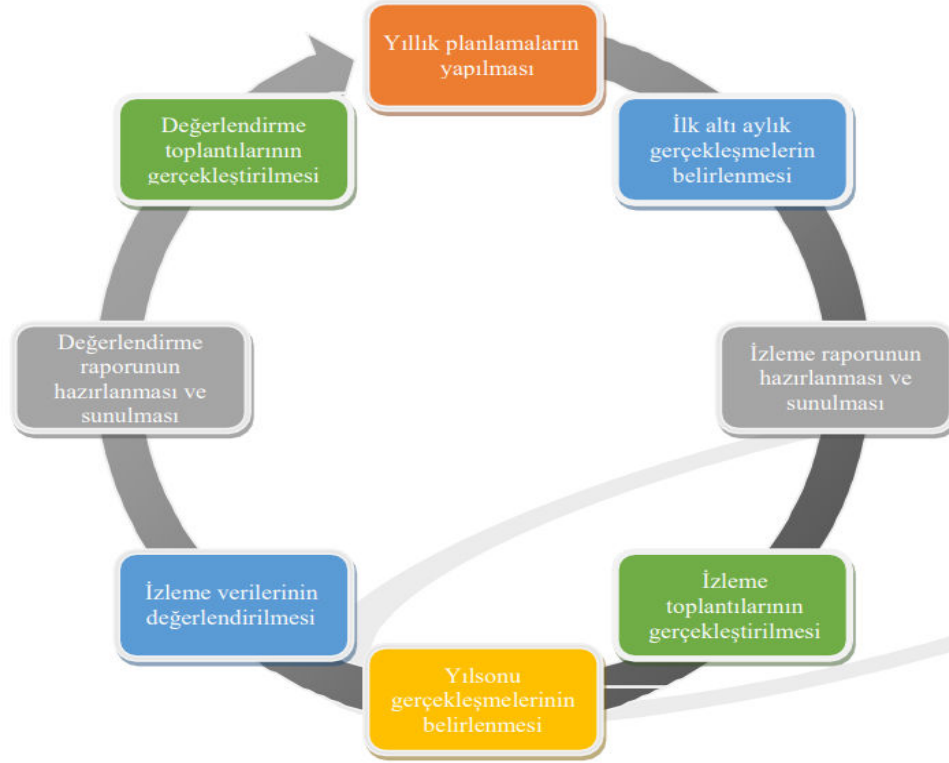 Yıllık planlamaların
yapılması
İlk altı aylık
gerçekleşmelerin
belirlenmesi
İzleme raporunun
hazırlanması ve
sunulması
İzleme
toplantılarının
gerçekleştirilmesi
Yılsonu
gerçekleşmelerinin
belirlenmesi
İzleme verilerinin
değerlendirilmesi
Değerlendirme
raporunun
hazırlanması ve
sunulması
Değerlendirme
toplantılarının
gerçekleştirilmesi